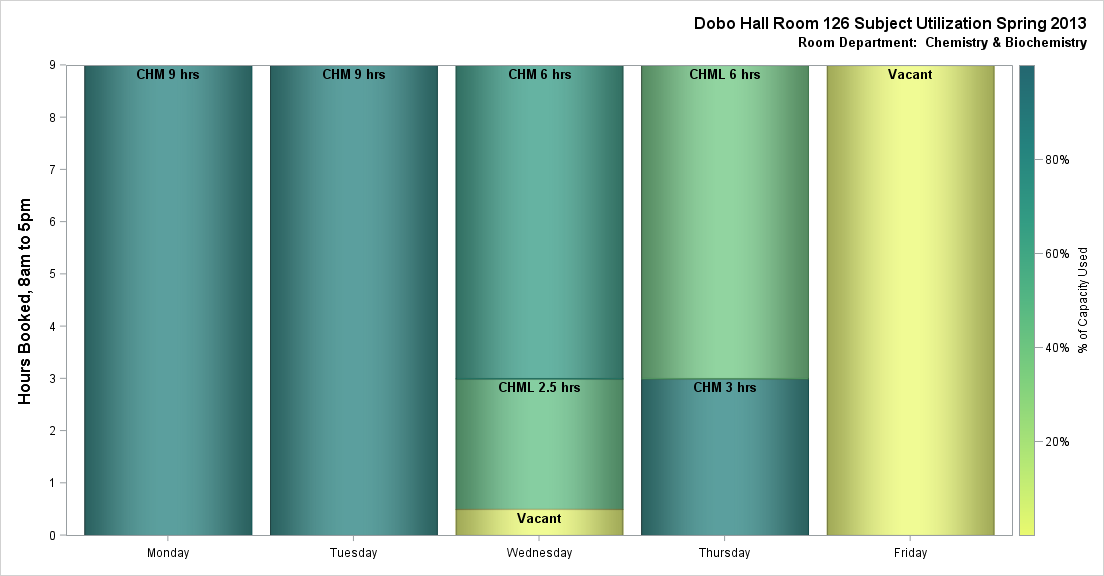 Dobo Hall Room 126 Subject Utilization Spring 2013
Room Department:  Chemistry & Biochemistry
Hours Booked, 8am to 5pm
9
8
7
6
5
4
3
2
1
0
CHM 9 hrs
CHM 9 hrs
CHM 6 hrs
CHML 6 hrs
Vacant
CHML 2.5 hrs
CHM 3 hrs
Vacant
Monday
Tuesday
Wednesday
Thursday
Friday
80%
60%
40%
20%
% of Capacity Used